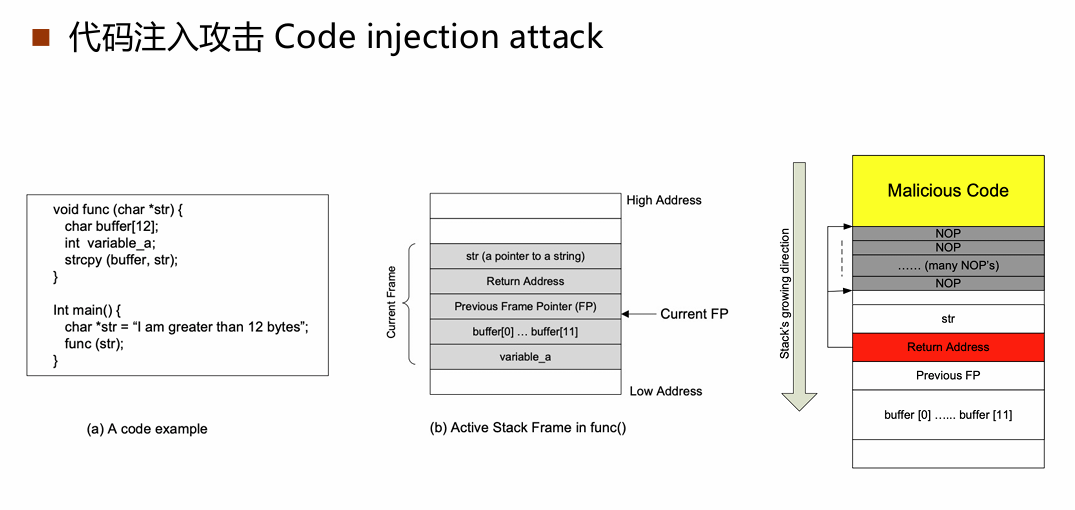 代码注入攻击 Code injection attack
void func (char *str) {
char buffer[12];
int variable_a;
strcpy (buffer, str);
}
Int main() {
char *str = “I am greater than 12 bytes”;
func (str);
}
(a) A code example
High Address
str (a pointer to a string)
Return Address
Previous Frame Pointer (FP)
buffer[0] … buffer[11]
variable_a
Current Frame
Current FP
Low Address
(b) Active Stack Frame in func()
Stack's growing direction
Malicious Code
NOP
NOP
…… (many NOP's)
NOP
str
Return Address
Previous FP
buffer [0] …... buffer [11]